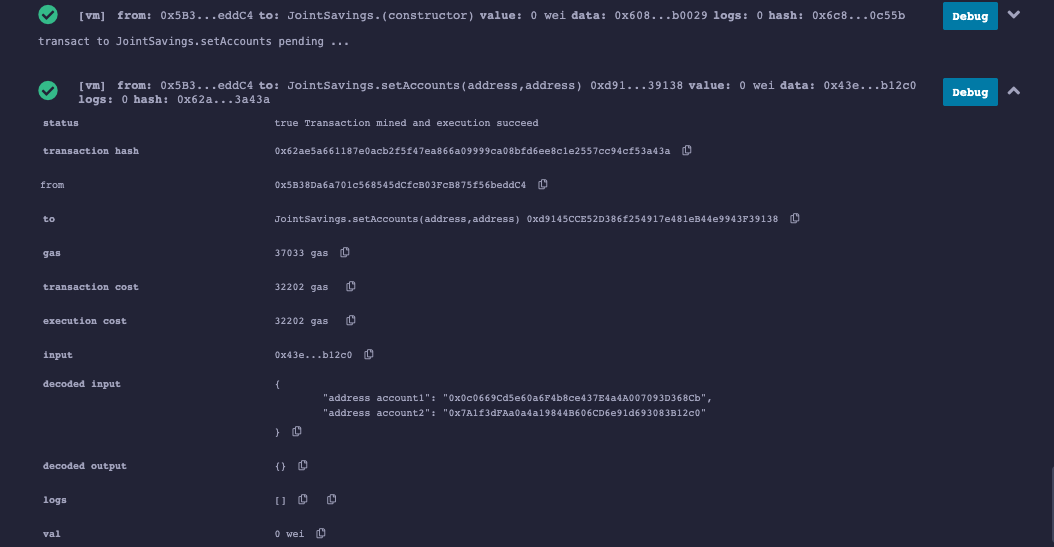 [vm] from: 0x5B3...eddC4 to: JointSavings.(constructor) value: 0 wei data: 0x608...b0029 logs: 0 hash: 0x6c8...0c55b
Debug
transact to JointSavings.setAccounts pending ...
[vm] from: 0x5B3...eddC4 to: JointSavings.setAccounts(address,address) 0xd91...39138 value: 0 wei data: 0x43e...b12c0
logs: 0 hash: 0x62a...3a43a
Debug
status true Transaction mined and execution succeed
transaction hash 0x62ae5a661187e0acb2f5f47ea866a09999ca08bfd6ee8c1e2557cc94cf53a43a
from 0x5B38Da6a701c568545dCfcB03FcB875f56beddC4
to JointSavings.setAccounts(address,address) 0xd9145CCE52D386f254917e481eB44e9943F39138
gas 37033 gas
transaction cost 32202 gas
execution cost 32202 gas
input 0x43e...b12c0
decoded input {
"address account1": "0x0c0669Cd5e60a6F4b8ce437E4a4A007093D368Cb",
"address account2": "0x7A1f3dFAa0a4a19844B606CD6e91d693083B12c0"
}
decoded output {}
logs []
val 0 wei